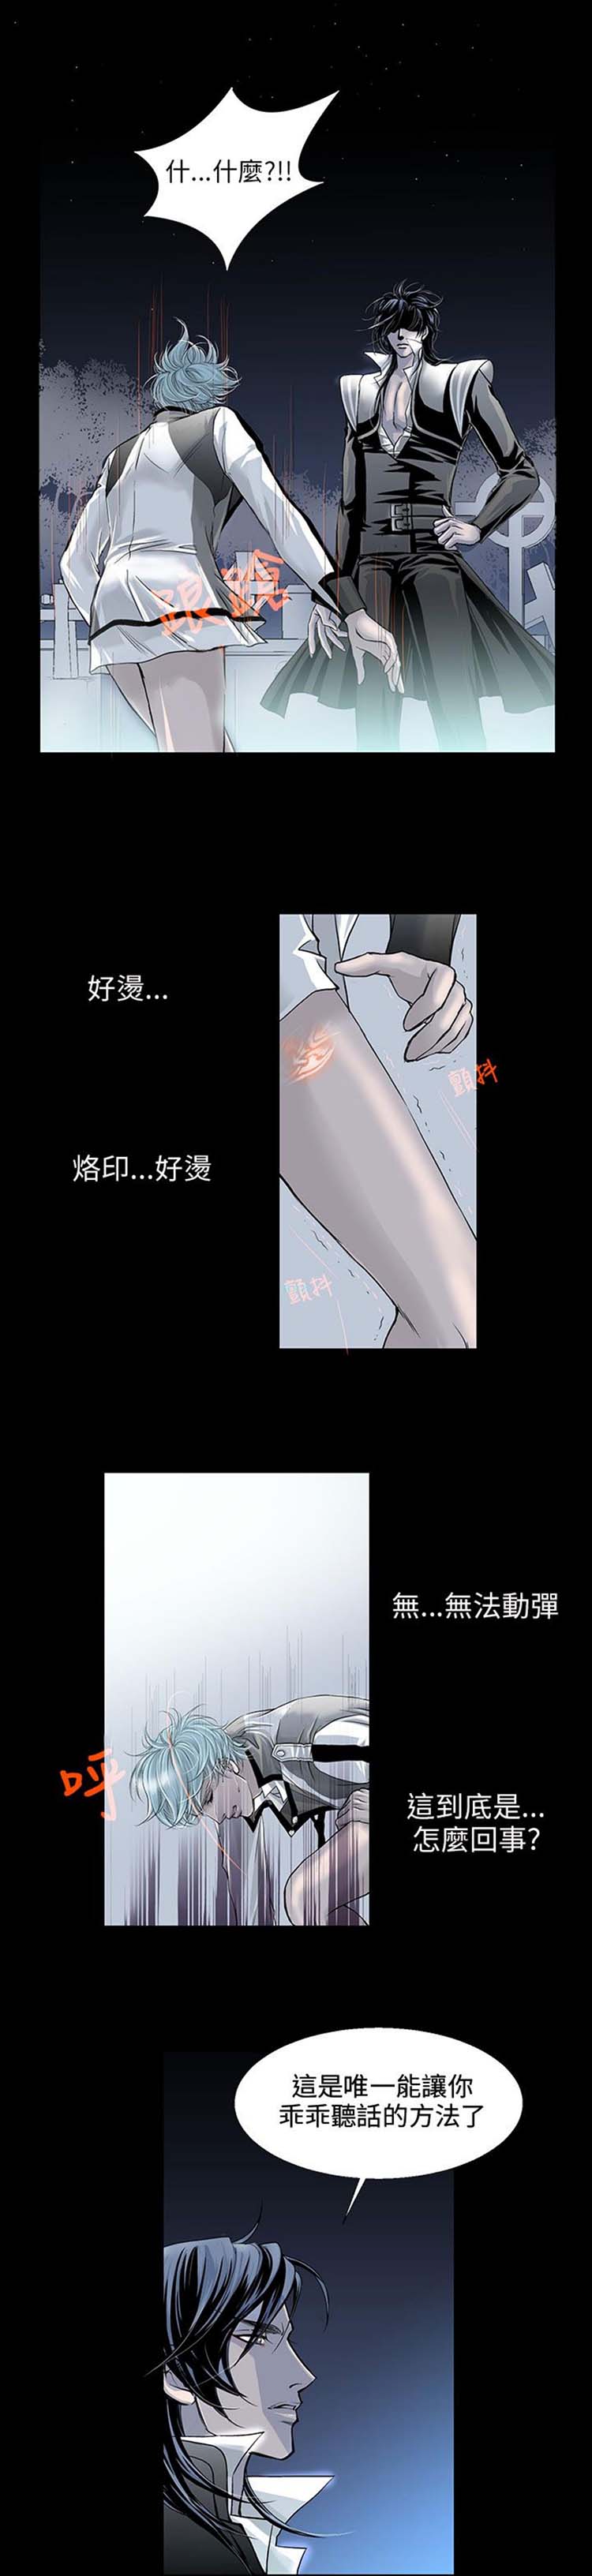 什...什麼?!!
踉蹌
好燙...
顫抖
烙印...好燙
顫抖
無...無法動彈
呼
這到底是...
怎麼回事?
這是唯一能讓你
乖乖聽話的方法了